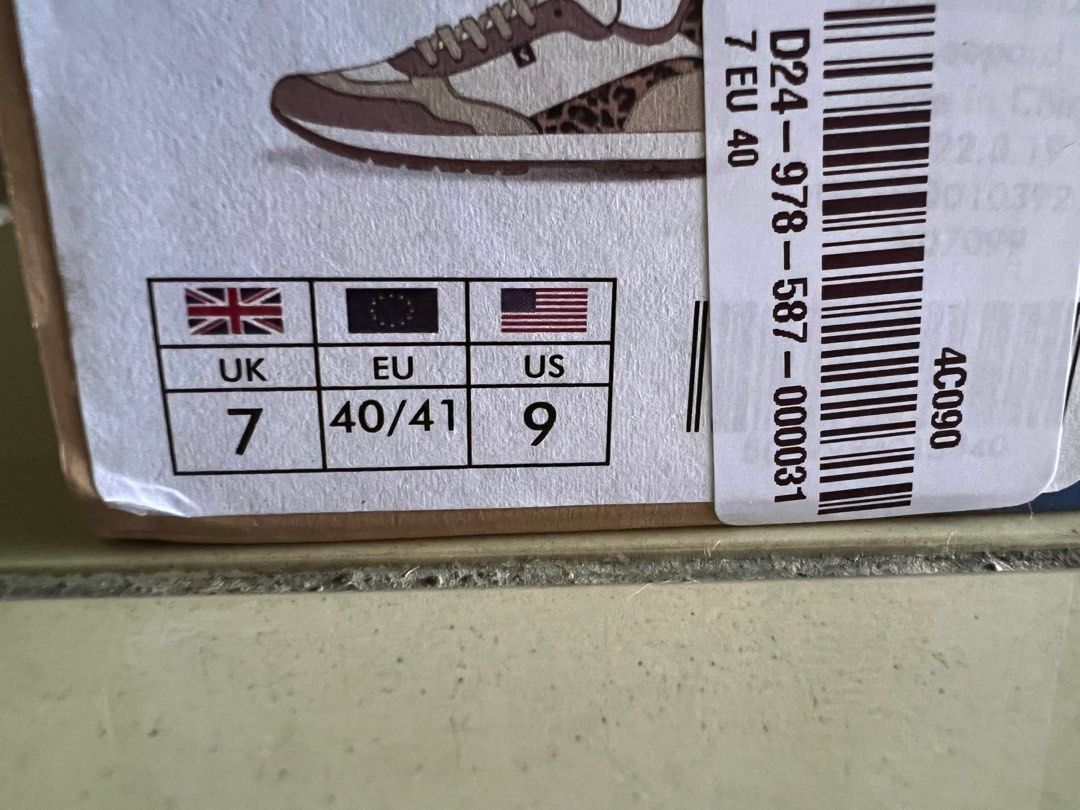 UK EU US
7 40/41 9
D24-978-587-000031
7 EU 40
4C090